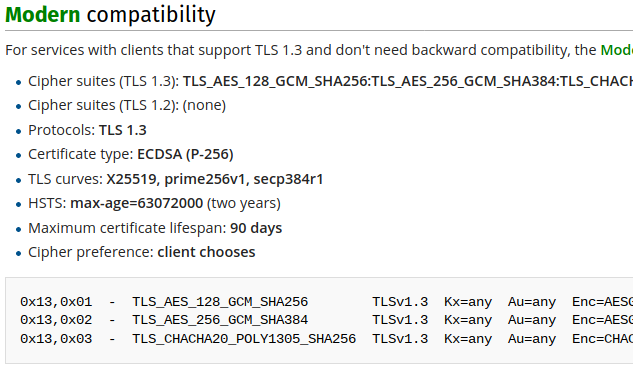 Modern compatibility
For services with clients that support TLS 1.3 and don't need backward compatibility, the
Cipher suites (TLS 1.3): TLS_AES_128_GCM_SHA256:TLS_AES_256_GCM_SHA384:TLS_CHACH
Cipher suites (TLS 1.2): (none)
Protocols: TLS 1.3
Certificate type: ECDSA (P-256)
TLS curves: X25519, prime256v1, secp384r1
HSTS: max-age=63072000 (two years)
Maximum certificate lifespan: 90 days
Cipher preference: client chooses
0x13,0x01  -  TLS_AES_128_GCM_SHA256        TLSv1.3  Kx=any  Au=any  Enc=AESG
0x13,0x02  -  TLS_AES_256_GCM_SHA384        TLSv1.3  Kx=any  Au=any  Enc=AESG
0x13,0x03  -  TLS_CHACHA20_POLY1305_SHA256  TLSv1.3  Kx=any  Au=any  Enc=CHAC